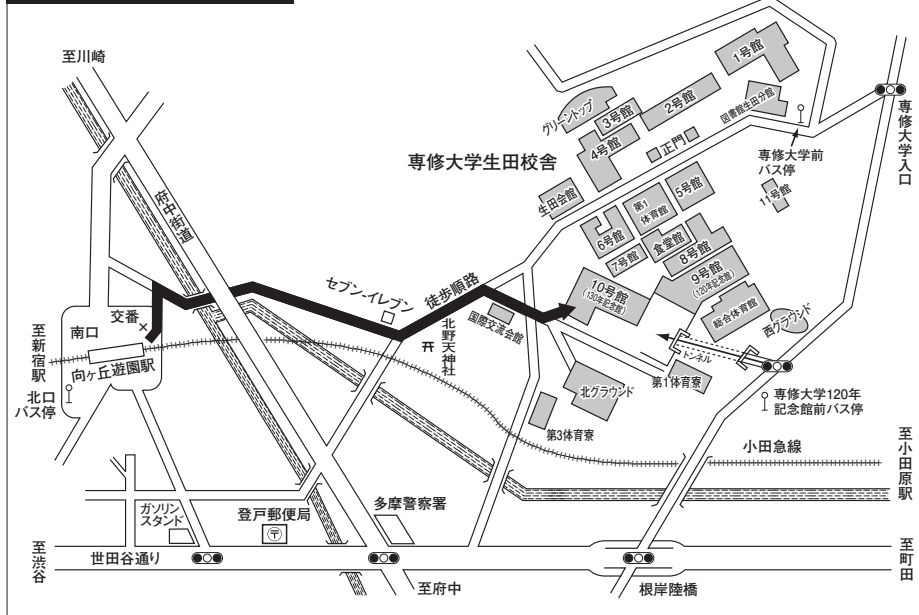 至川崎
府中街道
専修大学生田校舎
グリーントップ
3号館
4号館
2号館
1号館
図書館生田分館
正門
専修大学前
バス停
専修大学入口
生田会館
第1
体育館
5号館
11号館
6号館
7号館
食堂館
8号館
9号館
(120年記念館)
10号館
(130年記念館)
総合体育館
西グラウンド
トンネル
セブン-イレブン
徒歩順路
国際交流会館
北野天神社
交番
南口
至新宿駅
向ヶ丘遊園駅
北口
バス停
北グラウンド
第1体育寮
第3体育寮
専修大学120年
記念館前バス停
小田急線
至小田原駅
ガソリン
スタンド
登戸郵便局
〒
多摩警察署
至渋谷
世田谷通り
至府中
根岸陸橋
至町田